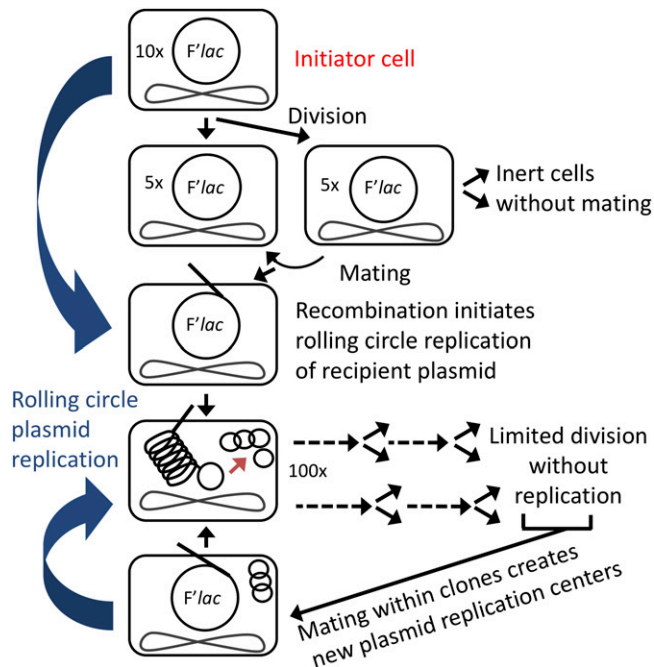 10x
F'lac
Initiator cell
Division
5x
F'lac
5x
F'lac
Inert cells
without mating
Mating
F'lac
Recombination initiates
rolling circle replication
of recipient plasmid
Rolling circle
plasmid
replication
100x
Limited division
without
replication
F'lac
Mating within clones creates
new plasmid replication centers